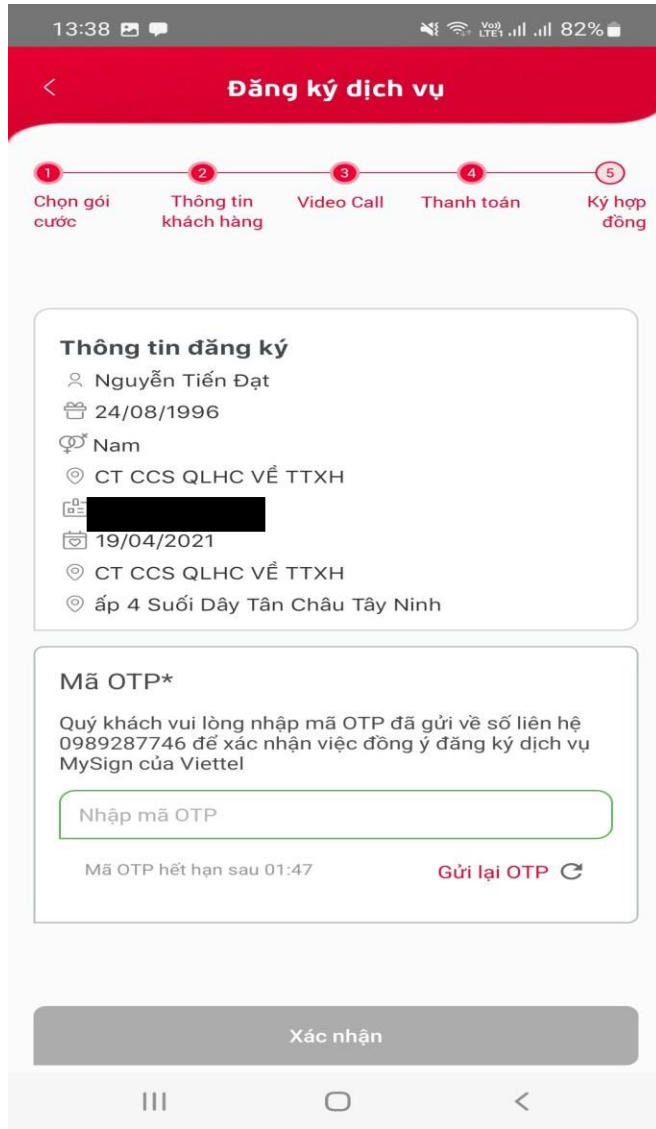 13:38
Vo))
LTE1
82%
Đăng ký dịch vụ
1
2
3
4
5
Chọn gói
cước
Thông tin
khách hàng
Video Call
Thanh toán
Ký hợp
đồng
Thông tin đăng ký
Nguyễn Tiến Đạt
24/08/1996
Nam
CT CCS QLHC VỀ TTXH
19/04/2021
CT CCS QLHC VỀ TTXH
ấp 4 Suối Dây Tân Châu Tây Ninh
Mã OTP*
Quý khách vui lòng nhập mã OTP đã gửi về số liên hệ
0989287746 để xác nhận việc đồng ý đăng ký dịch vụ
MySign của Viettel
Nhập mã OTP
Mã OTP hết hạn sau 01:47
Gửi lại OTP
Xác nhận